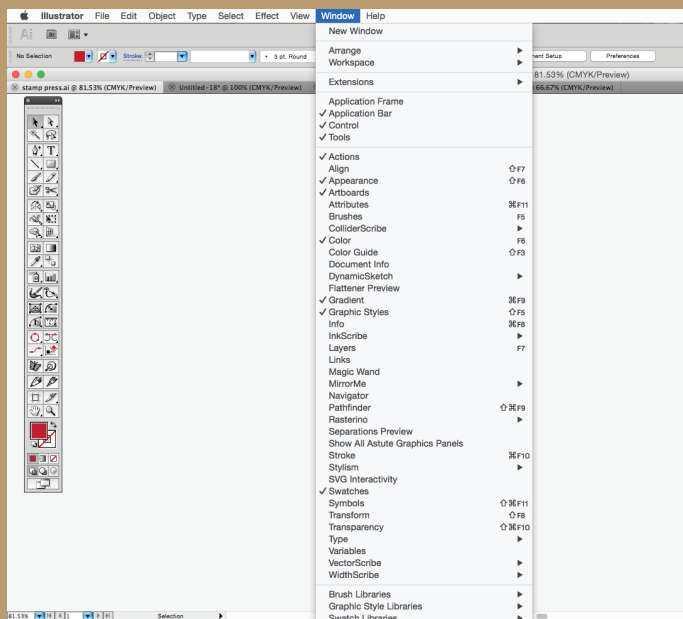 Illustrator File Edit Object Type Select Effect View Window Help
Ai Br
No Selection Stroke: 3 pt. Round
ment Setup Preferences
81.53% (CMYK/Preview)
stamp press.ai @ 81.53% (CMYK/Preview) Untitled-18* @ 100% (CMYK/Preview) 66.67% (CMYK/Preview)
New Window
Arrange
Workspace
Extensions
Application Frame
✓ Application Bar
✓ Control
✓ Tools
✓ Actions
Align ⇧F7
✓ Appearance ⇧F6
✓ Artboards
Attributes ⌘F11
Brushes F5
ColliderScribe
✓ Color F6
Color Guide ⇧F3
Document Info
DynamicSketch
Flattener Preview
✓ Gradient ⌘F9
✓ Graphic Styles ⇧F5
Info ⌘F8
InkScribe
Layers F7
Links
Magic Wand
MirrorMe
Navigator
Pathfinder ⇧⌘F9
Rasterino
Separations Preview
Show All Astute Graphics Panels
Stroke ⌘F10
Stylism
SVG Interactivity
✓ Swatches
Symbols ⇧⌘F11
Transform ⇧F8
Transparency ⇧⌘F10
Type
Variables
VectorScribe
WidthScribe
Brush Libraries
Graphic Style Libraries
Swatch Libraries
81.53% 1 Selection